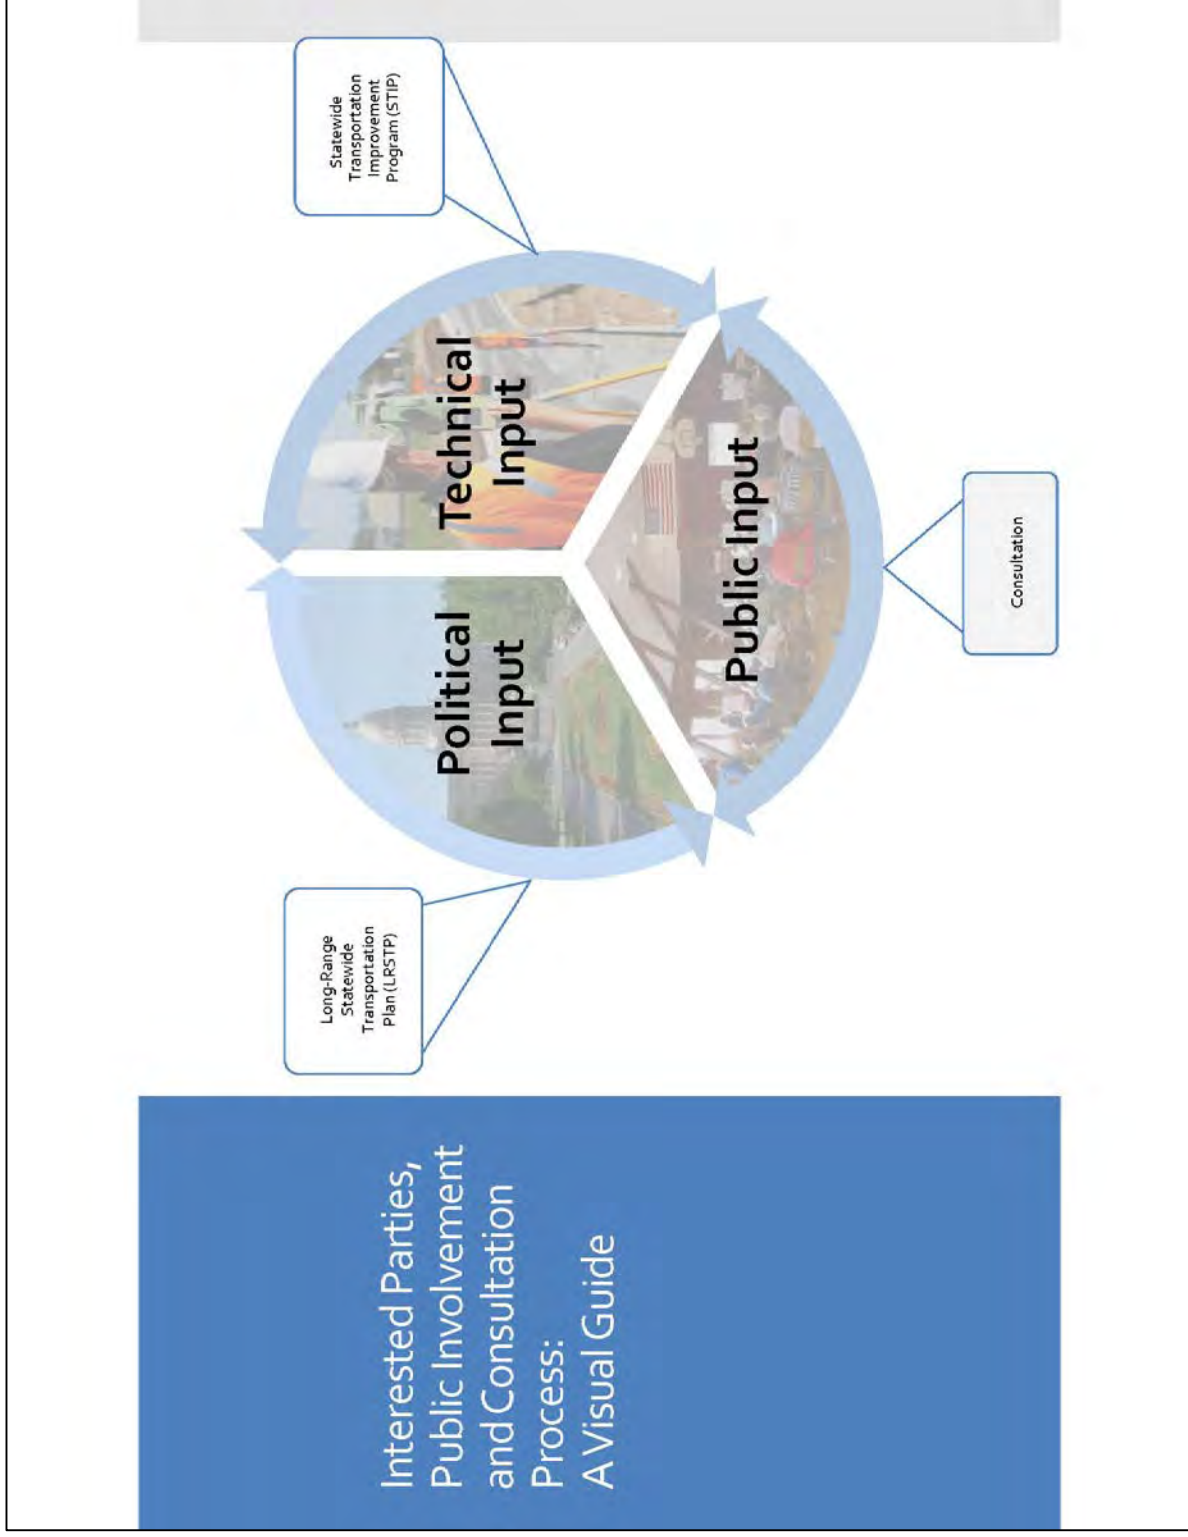 Interested Parties,
Public Involvement
and Consultation
Process:
A Visual Guide
Long-Range
Statewide
Transportation
Plan (LRSTP)
Statewide
Transportation
Improvement
Program (STIP)
Political
Input
Technical
Input
Public Input
Consultation